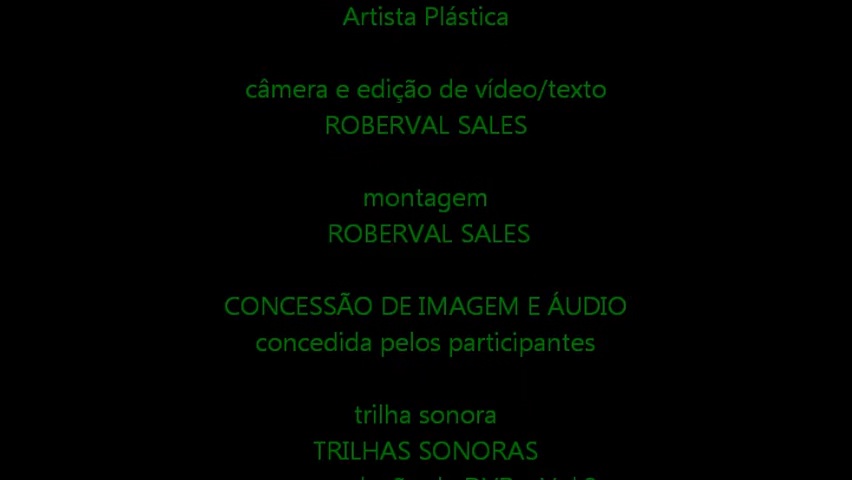 Artista Plástica
câmera e edição de vídeo/texto
ROBERVAL SALES
montagem
ROBERVAL SALES
CONCESSÃO DE IMAGEM E ÁUDIO
concedida pelos participantes
trilha sonora
TRILHAS SONORAS